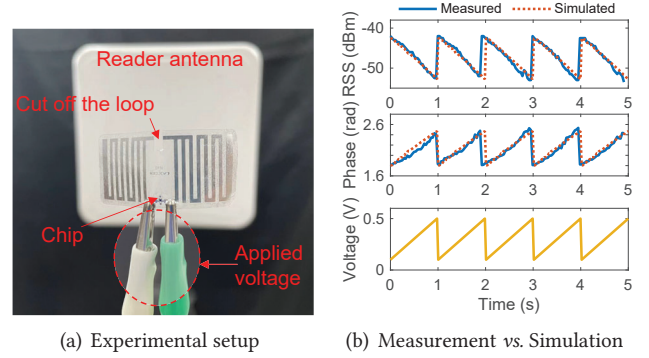 Reader antenna
Cut off the loop
Chip
Applied
voltage
(a) Experimental setup
Measured Simulated
RSS (dBm)
-40
-50
0 1 2 3 4 5
Time (s)
Phase (rad)
2.6
1.6
0 1 2 3 4 5
Time (s)
Voltage (V)
0.5
0
0 1 2 3 4 5
Time (s)
(b) Measurement vs. Simulation